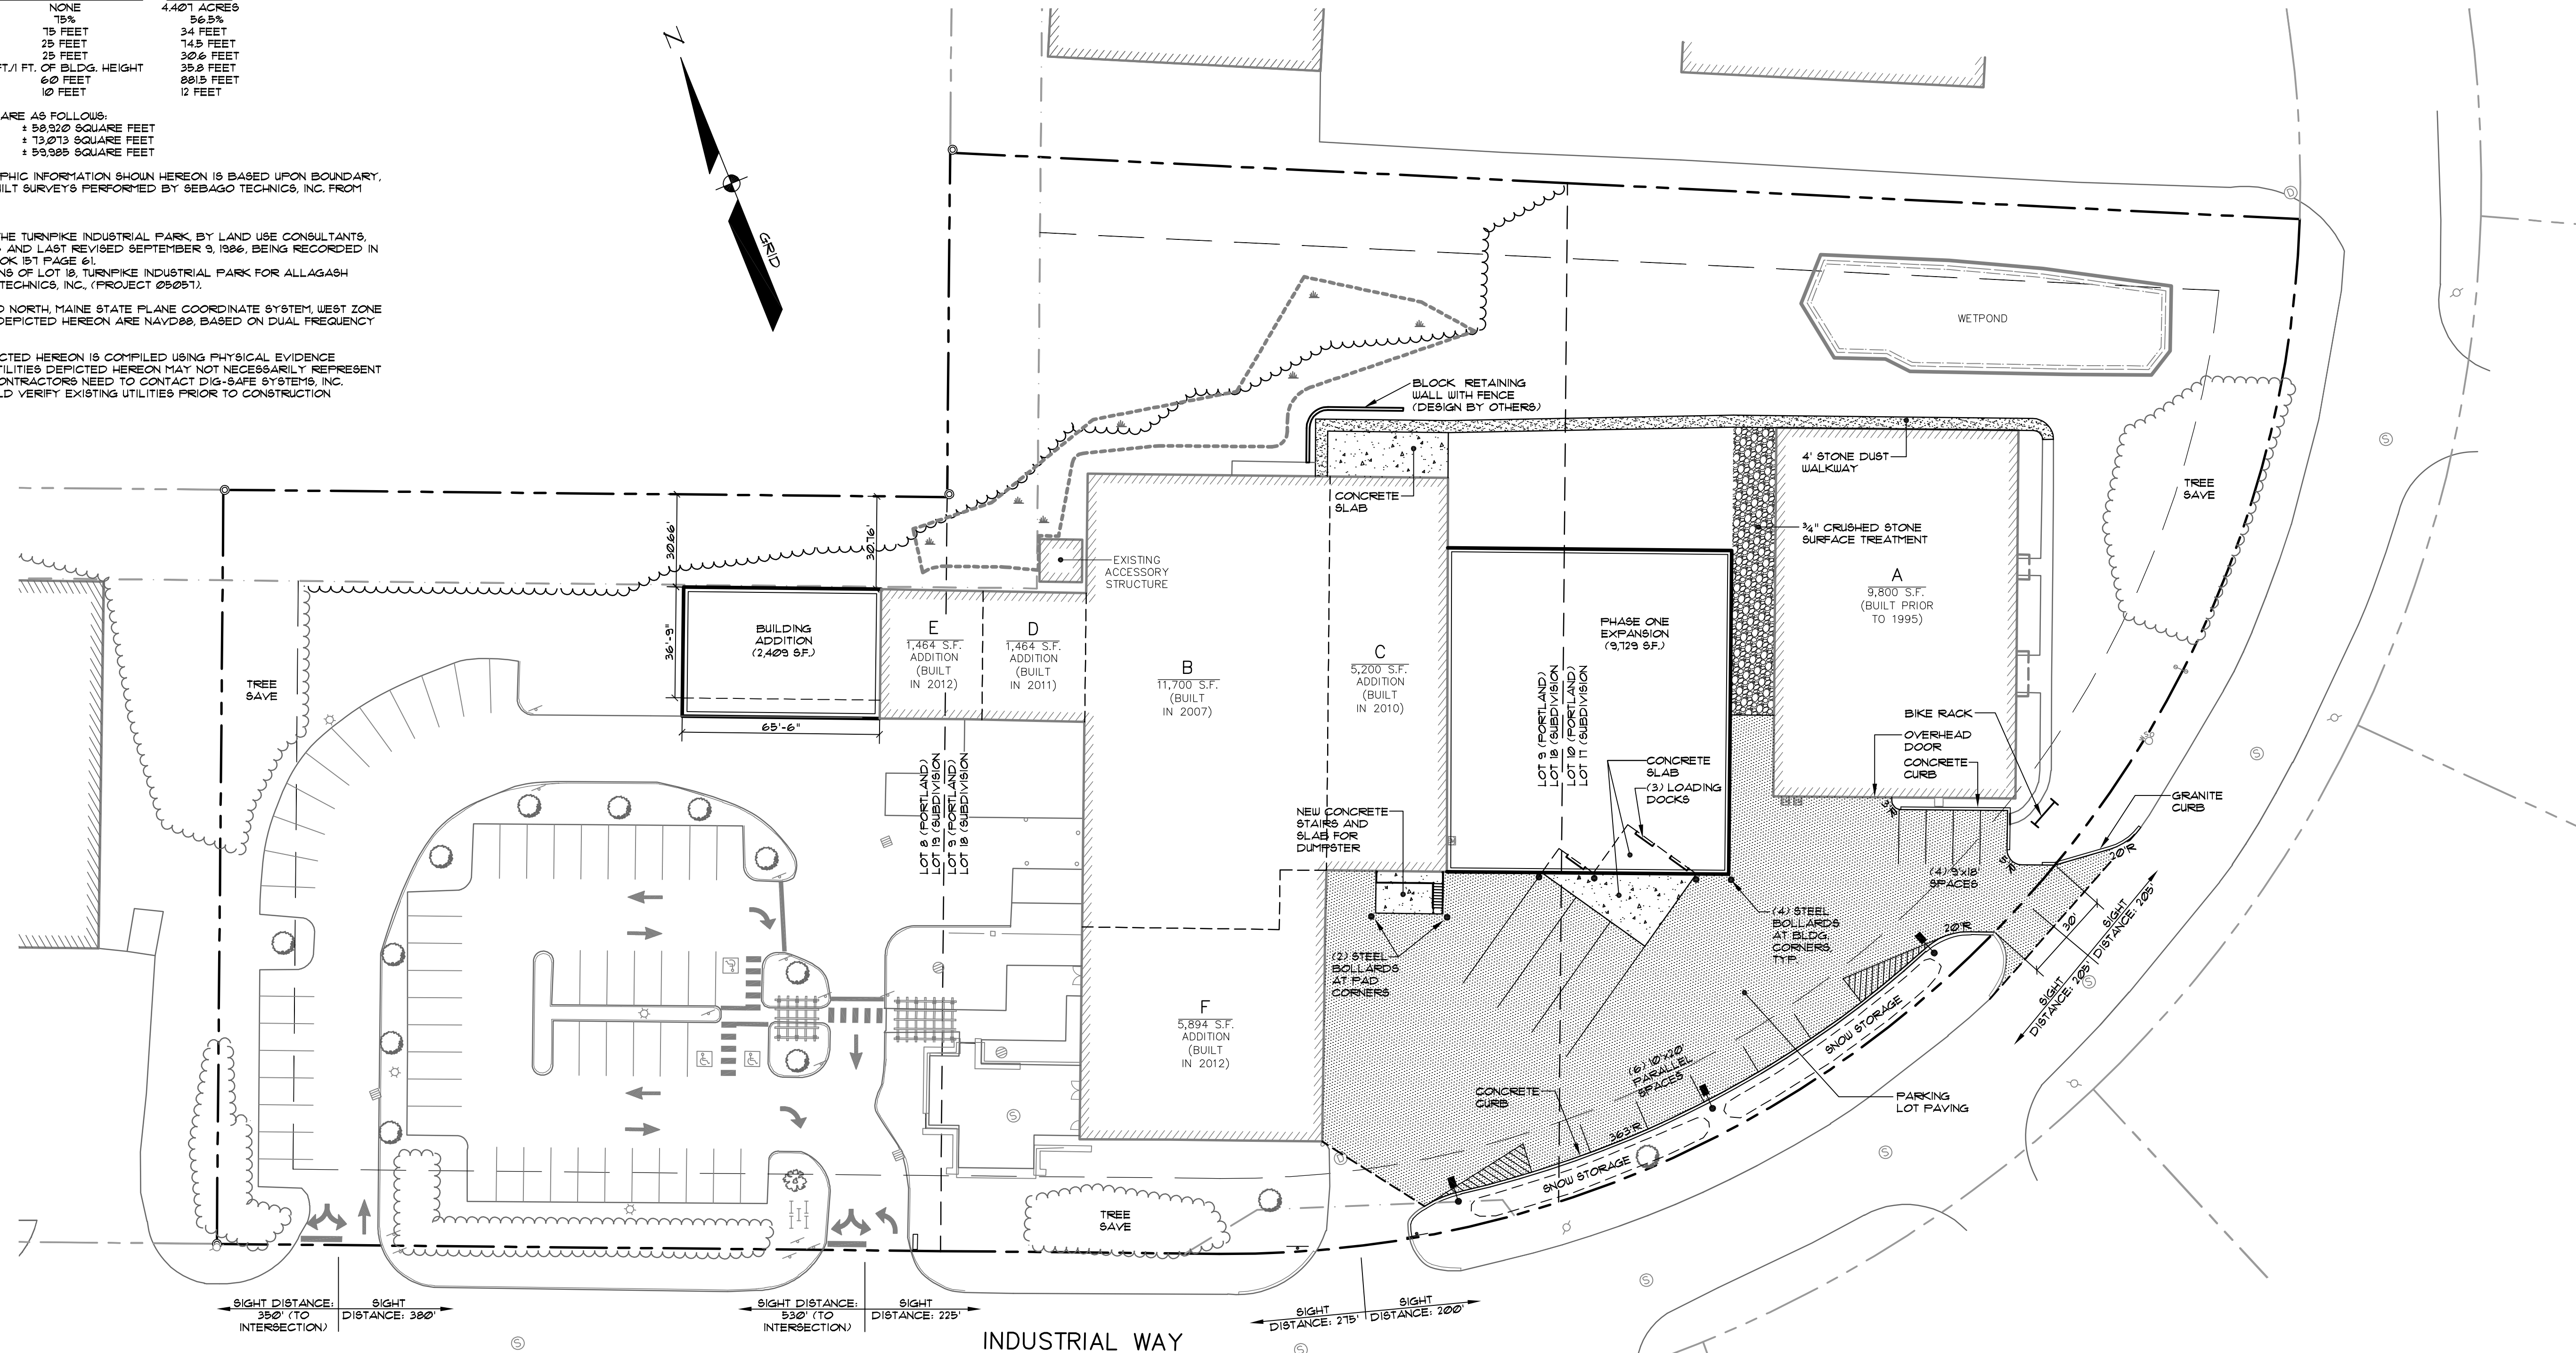 NONE 4.407 ACRES
75% 56.5%
75 FEET 34 FEET
25 FEET 74.5 FEET
25 FEET 30.6 FEET
FT./1 FT. OF BLDG. HEIGHT 35.8 FEET
60 FEET 881.5 FEET
10 FEET 12 FEET
ARE AS FOLLOWS:
± 58,920 SQUARE FEET
± 73,073 SQUARE FEET
± 59,985 SQUARE FEET
PHIC INFORMATION SHOWN HEREON IS BASED UPON BOUNDARY,
ILT SURVEYS PERFORMED BY SEBAGO TECHNICS, INC. FROM
HE TURNPIKE INDUSTRIAL PARK, BY LAND USE CONSULTANTS,
AND LAST REVISED SEPTEMBER 9, 1986, BEING RECORDED IN
OK 157 PAGE 61.
NS OF LOT 18, TURNPIKE INDUSTRIAL PARK FOR ALLAGASH
TECHNICS, INC., (PROJECT 05057).
D NORTH, MAINE STATE PLANE COORDINATE SYSTEM, WEST ZONE
DEPICTED HEREON ARE NAVD88, BASED ON DUAL FREQUENCY
CTED HEREON IS COMPILED USING PHYSICAL EVIDENCE
TILITIES DEPICTED HEREON MAY NOT NECESSARILY REPRESENT
ONTRACTORS NEED TO CONTACT DIG-SAFE SYSTEMS, INC.
LD VERIFY EXISTING UTILITIES PRIOR TO CONSTRUCTION
N
GRID
D
WETPOND
BLOCK RETAINING
WALL WITH FENCE
(DESIGN BY OTHERS)
4' STONE DUST
WALKWAY
TREE
SAVE
CONCRETE
SLAB
3/4" CRUSHED STONE
SURFACE TREATMENT
30.66'
30.76'
EXISTING
ACCESSORY
STRUCTURE
A
9,800 S.F.
(BUILT PRIOR
TO 1995)
36'-9"
BUILDING
ADDITION
(2,409 S.F.)
E
1,464 S.F.
ADDITION
(BUILT
IN 2012)
D
1,464 S.F.
ADDITION
(BUILT
IN 2011)
B
11,700 S.F.
(BUILT
IN 2007)
C
5,200 S.F.
ADDITION
(BUILT
IN 2010)
PHASE ONE
EXPANSION
(9,729 S.F.)
TREE
SAVE
65'-6"
LOT 8 (PORTLAND)
LOT 19 (SUBDIVISION)
LOT 9 (PORTLAND)
LOT 18 (SUBDIVISION)
LOT 9 (PORTLAND)
LOT 18 (SUBDIVISION)
LOT 10 (PORTLAND)
LOT 17 (SUBDIVISION)
CONCRETE
SLAB
(3) LOADING
DOCKS
BIKE RACK
OVERHEAD
DOOR
CONCRETE
CURB
GRANITE
CURB
NEW CONCRETE
STAIRS AND
SLAB FOR
DUMPSTER
3'R
5'R
20'R
(4) 9'x18'
SPACES
(4) STEEL
BOLLARDS
AT BLDG.
CORNERS,
TYP.
20'R
30'
SIGHT
DISTANCE: 205'
SIGHT
DISTANCE: 205'
(2) STEEL
BOLLARDS
AT PAD
CORNERS
F
5,894 S.F.
ADDITION
(BUILT
IN 2012)
SNOW STORAGE
(6) 10'x20'
PARALLEL
SPACES
CONCRETE
CURB
PARKING
LOT PAVING
363'R
SNOW STORAGE
TREE
SAVE
S
S
S
S
S
S
S
S
D
SIGHT DISTANCE:
350' (TO
INTERSECTION)
SIGHT
DISTANCE: 380'
SIGHT DISTANCE:
530' (TO
INTERSECTION)
SIGHT
DISTANCE: 225'
SIGHT
DISTANCE: 275'
SIGHT
DISTANCE: 200'
INDUSTRIAL WAY